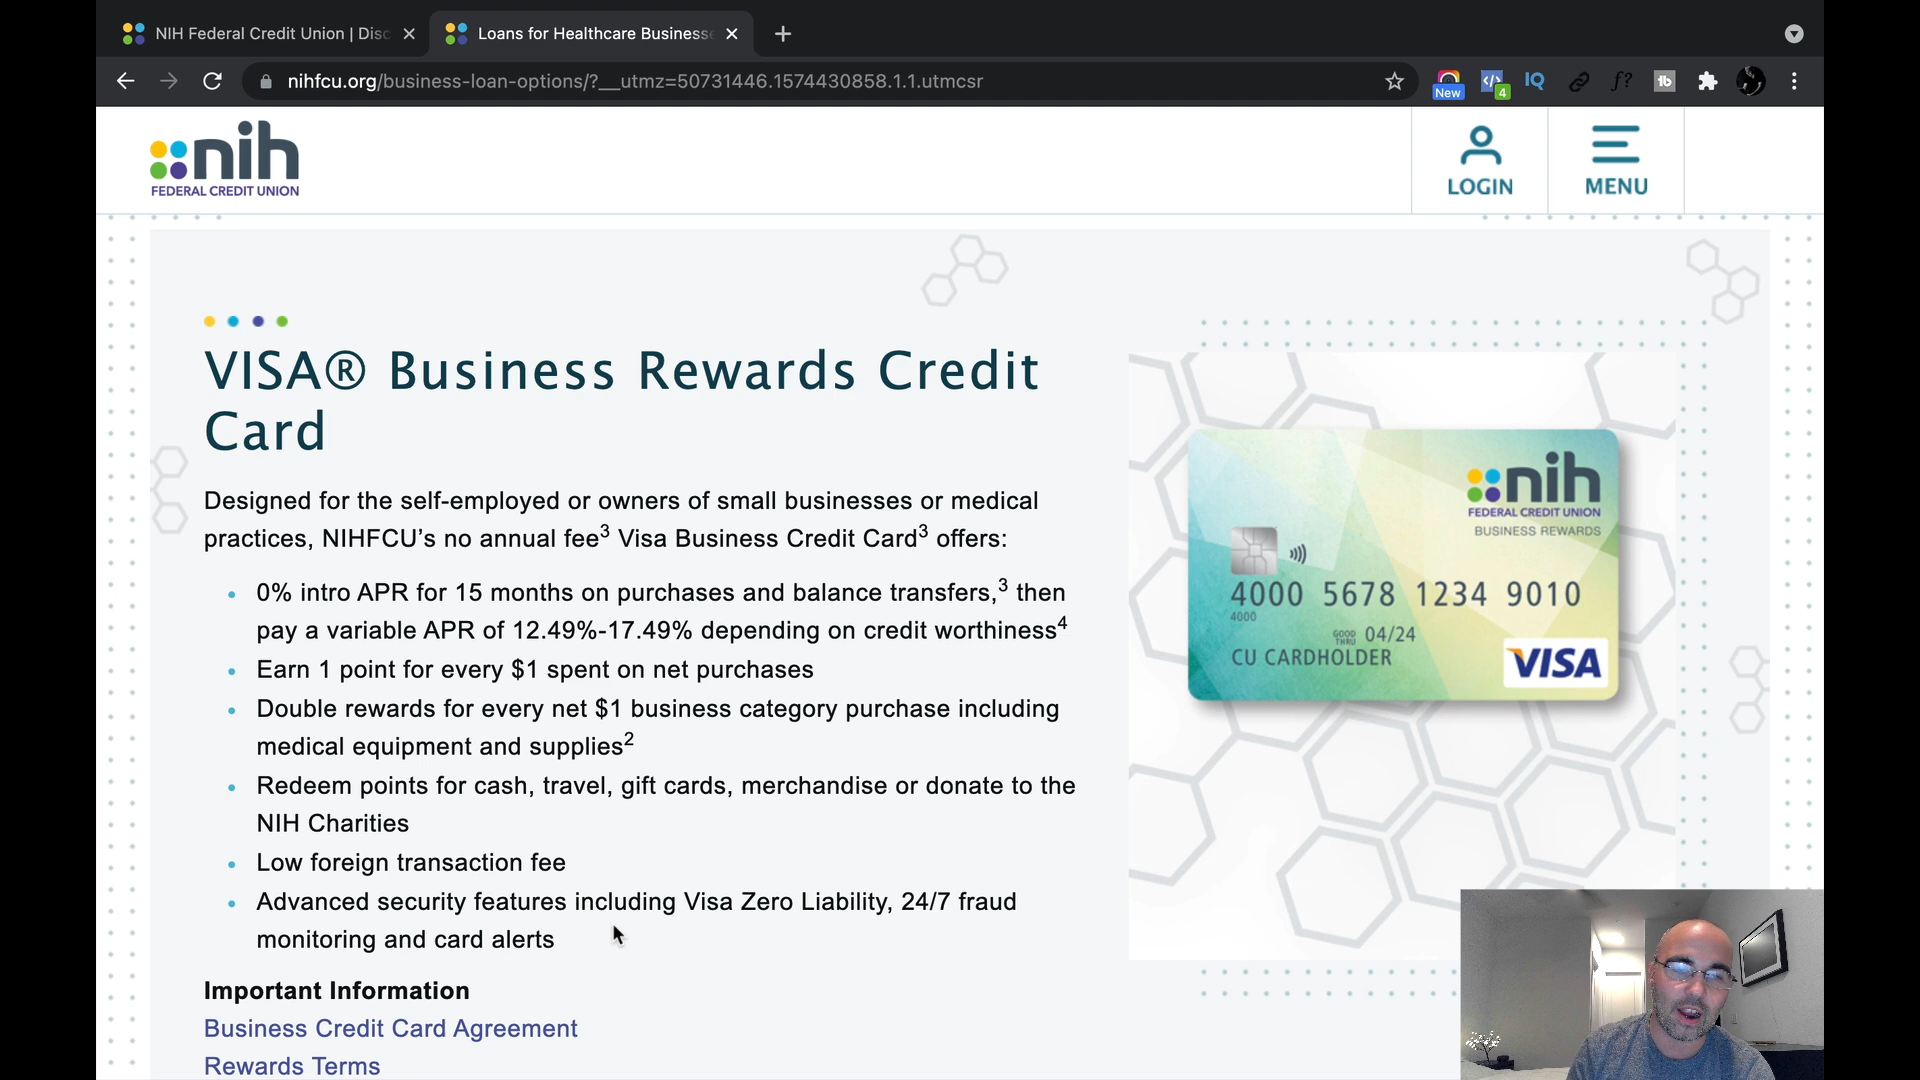 NIH Federal Credit Union | Disc
Loans for Healthcare Businesse
nihfcu.org/business-loan-options/?__utmz=50731446.1574430858.1.1.utmcsr
New
4
IQ
f?
tb
nih
FEDERAL CREDIT UNION
LOGIN
MENU
VISA® Business Rewards Credit
Card
Designed for the self-employed or owners of small businesses or medical
practices, NIHFCU’s no annual fee3 Visa Business Credit Card3 offers:
0% intro APR for 15 months on purchases and balance transfers,3 then
pay a variable APR of 12.49%-17.49% depending on credit worthiness4
Earn 1 point for every $1 spent on net purchases
Double rewards for every net $1 business category purchase including
medical equipment and supplies2
Redeem points for cash, travel, gift cards, merchandise or donate to the
NIH Charities
Low foreign transaction fee
Advanced security features including Visa Zero Liability, 24/7 fraud
monitoring and card alerts
Important Information
Business Credit Card Agreement
Rewards Terms
nih
FEDERAL CREDIT UNION
BUSINESS REWARDS
4000 5678 1234 9010
4000
GOOD THRU 04/24
CU CARDHOLDER
VISA